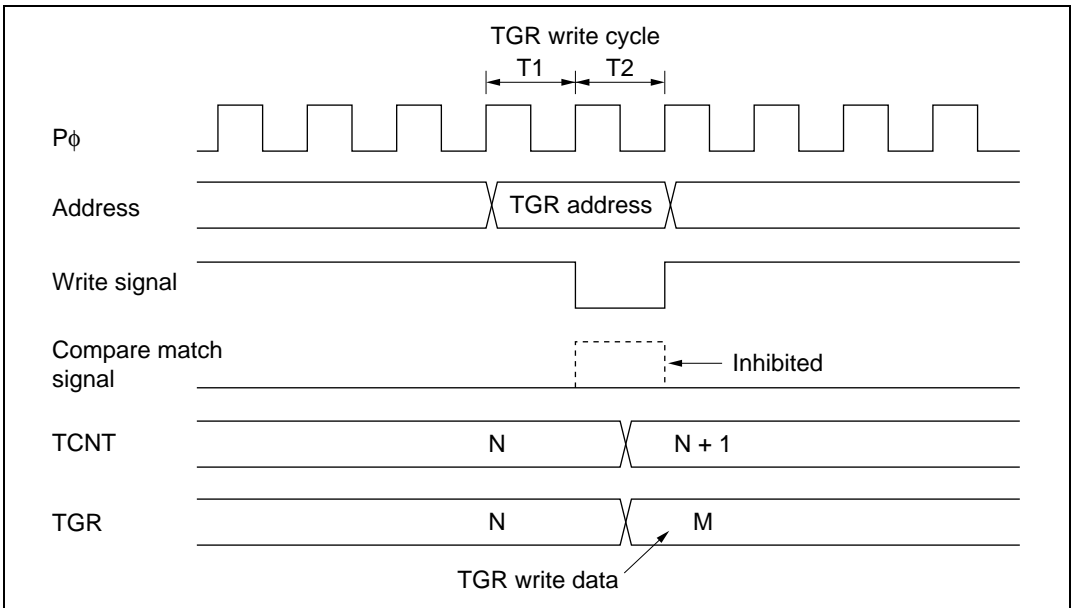 TGR write cycle
T1 T2
Pϕ
Address TGR address
Write signal
Compare match
signal
Inhibited
TCNT N N + 1
TGR N M
TGR write data